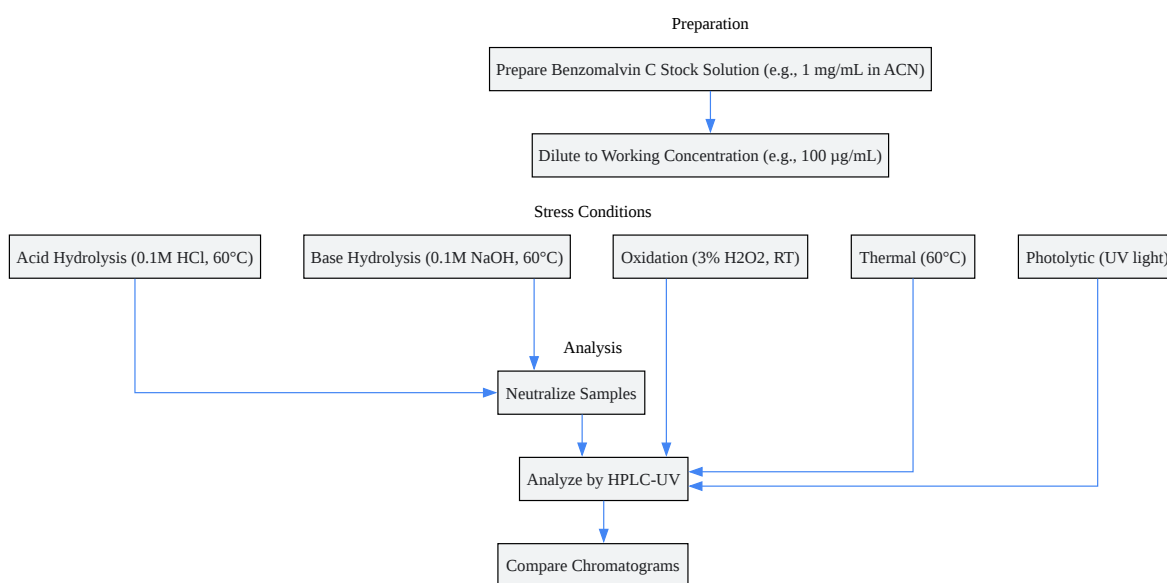 Preparation
Prepare Benzomalvin C Stock Solution (e.g., 1 mg/mL in ACN)
Dilute to Working Concentration (e.g., 100 µg/mL)
Stress Conditions
Acid Hydrolysis (0.1M HCl, 60°C)
Base Hydrolysis (0.1M NaOH, 60°C)
Oxidation (3% H2O2, RT)
Thermal (60°C)
Photolytic (UV light)
Analysis
Neutralize Samples
Analyze by HPLC-UV
Compare Chromatograms